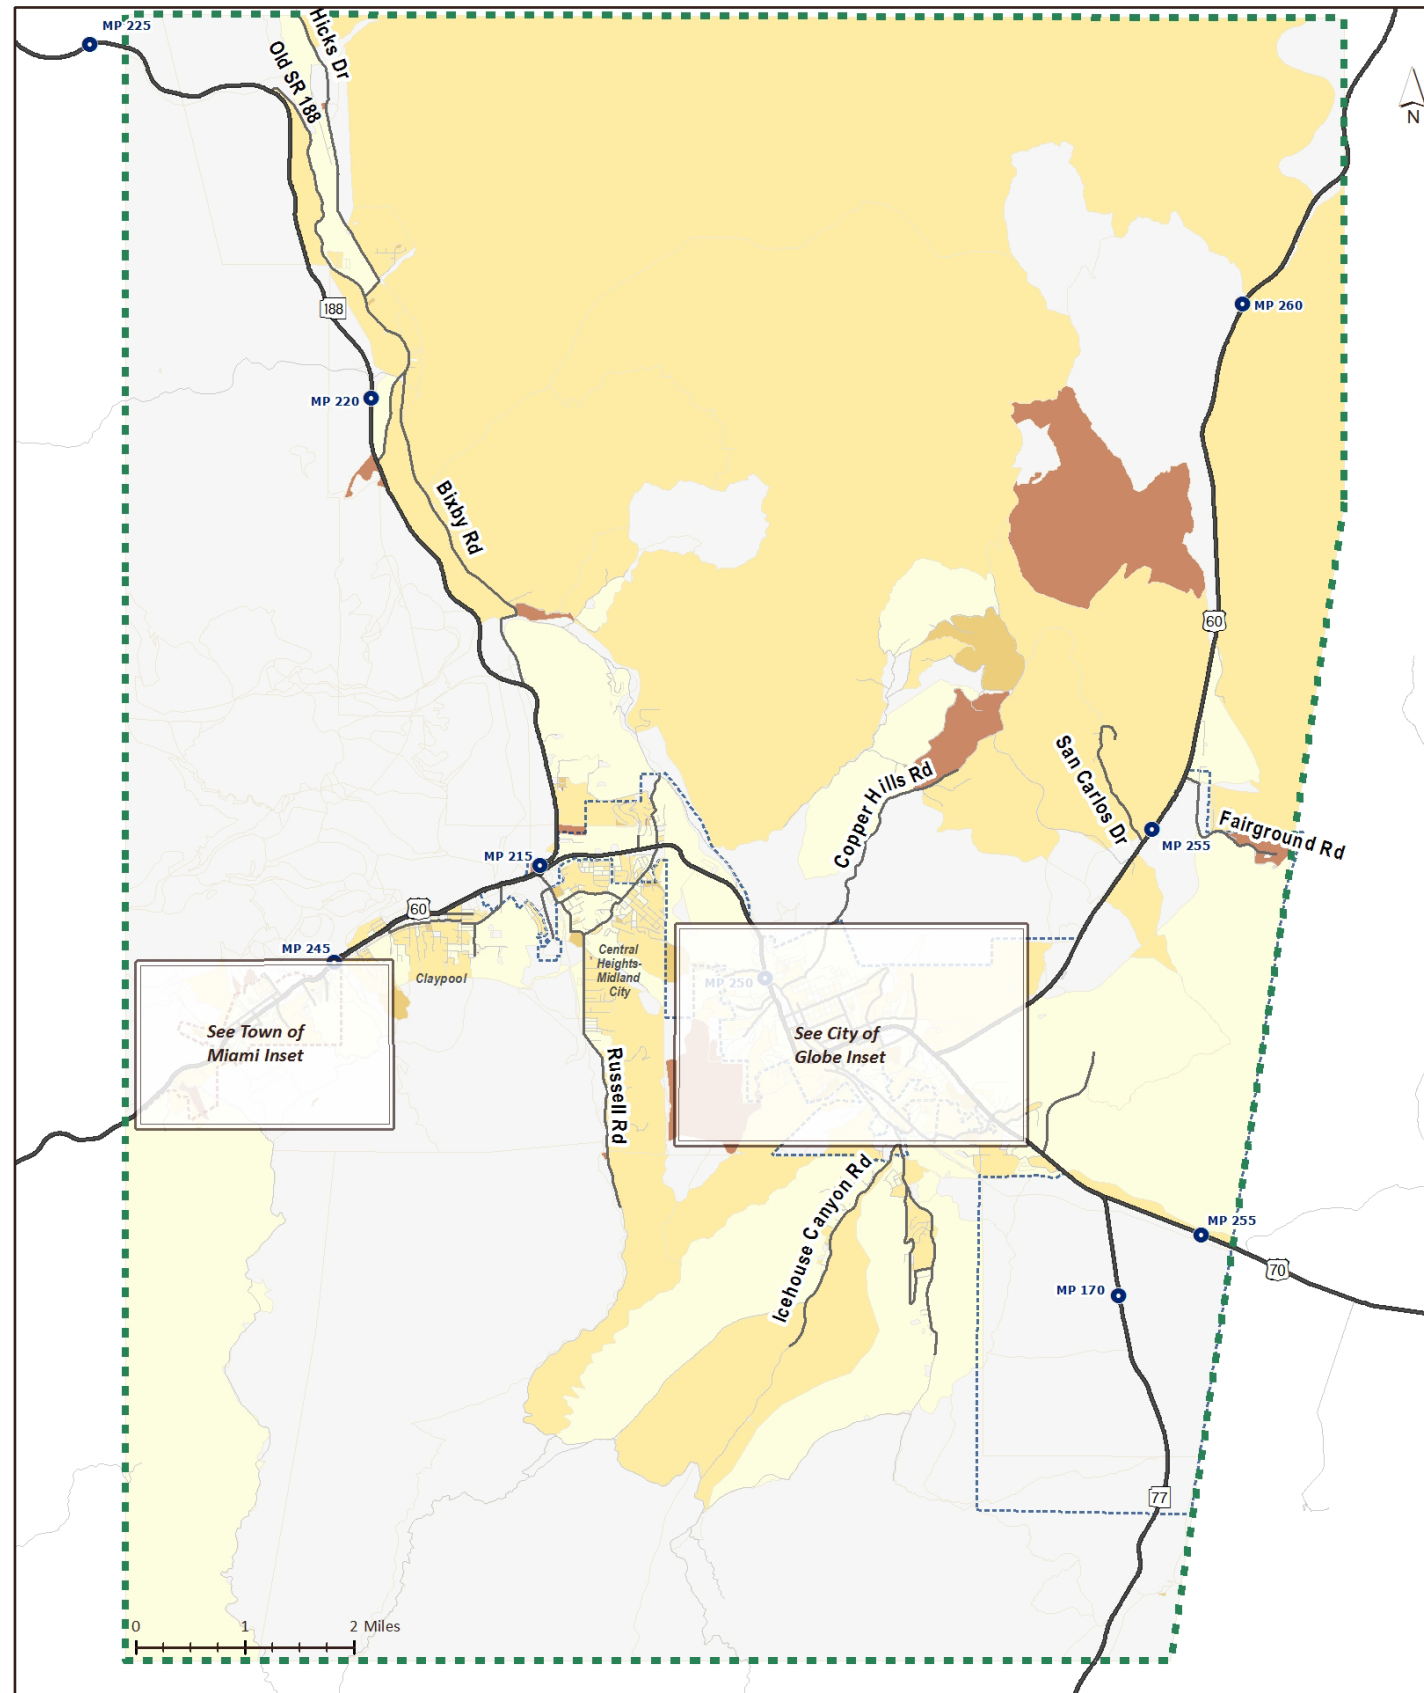 MP 225
Hicks Dr
Old SR 188
N
188
MP 260
MP 220
Bixby Rd
60
San Carlos Dr
Copper Hills Rd
Fairground Rd
MP 255
MP 215
60
MP 245
Claypool
Central
Heights-
Midland
City
MP 250
See Town of
Miami Inset
See City of
Globe Inset
Russell Rd
Icehouse Canyon Rd
MP 255
70
MP 170
77
0 1 2 Miles